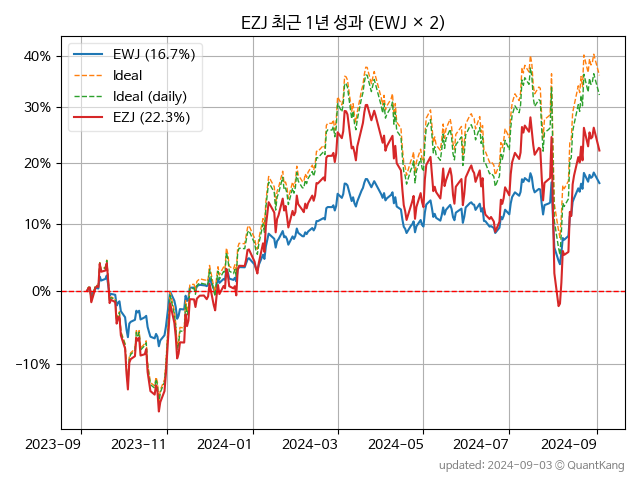 EZJ 최근 1년 성과 (EWJ × 2)
EWJ (16.7%)
Ideal
Ideal (daily)
EZJ (22.3%)
40%
30%
20%
10%
0%
−10%
2023-09 2023-11 2024-01 2024-03 2024-05 2024-07 2024-09
updated: 2024-09-03 © QuantKang